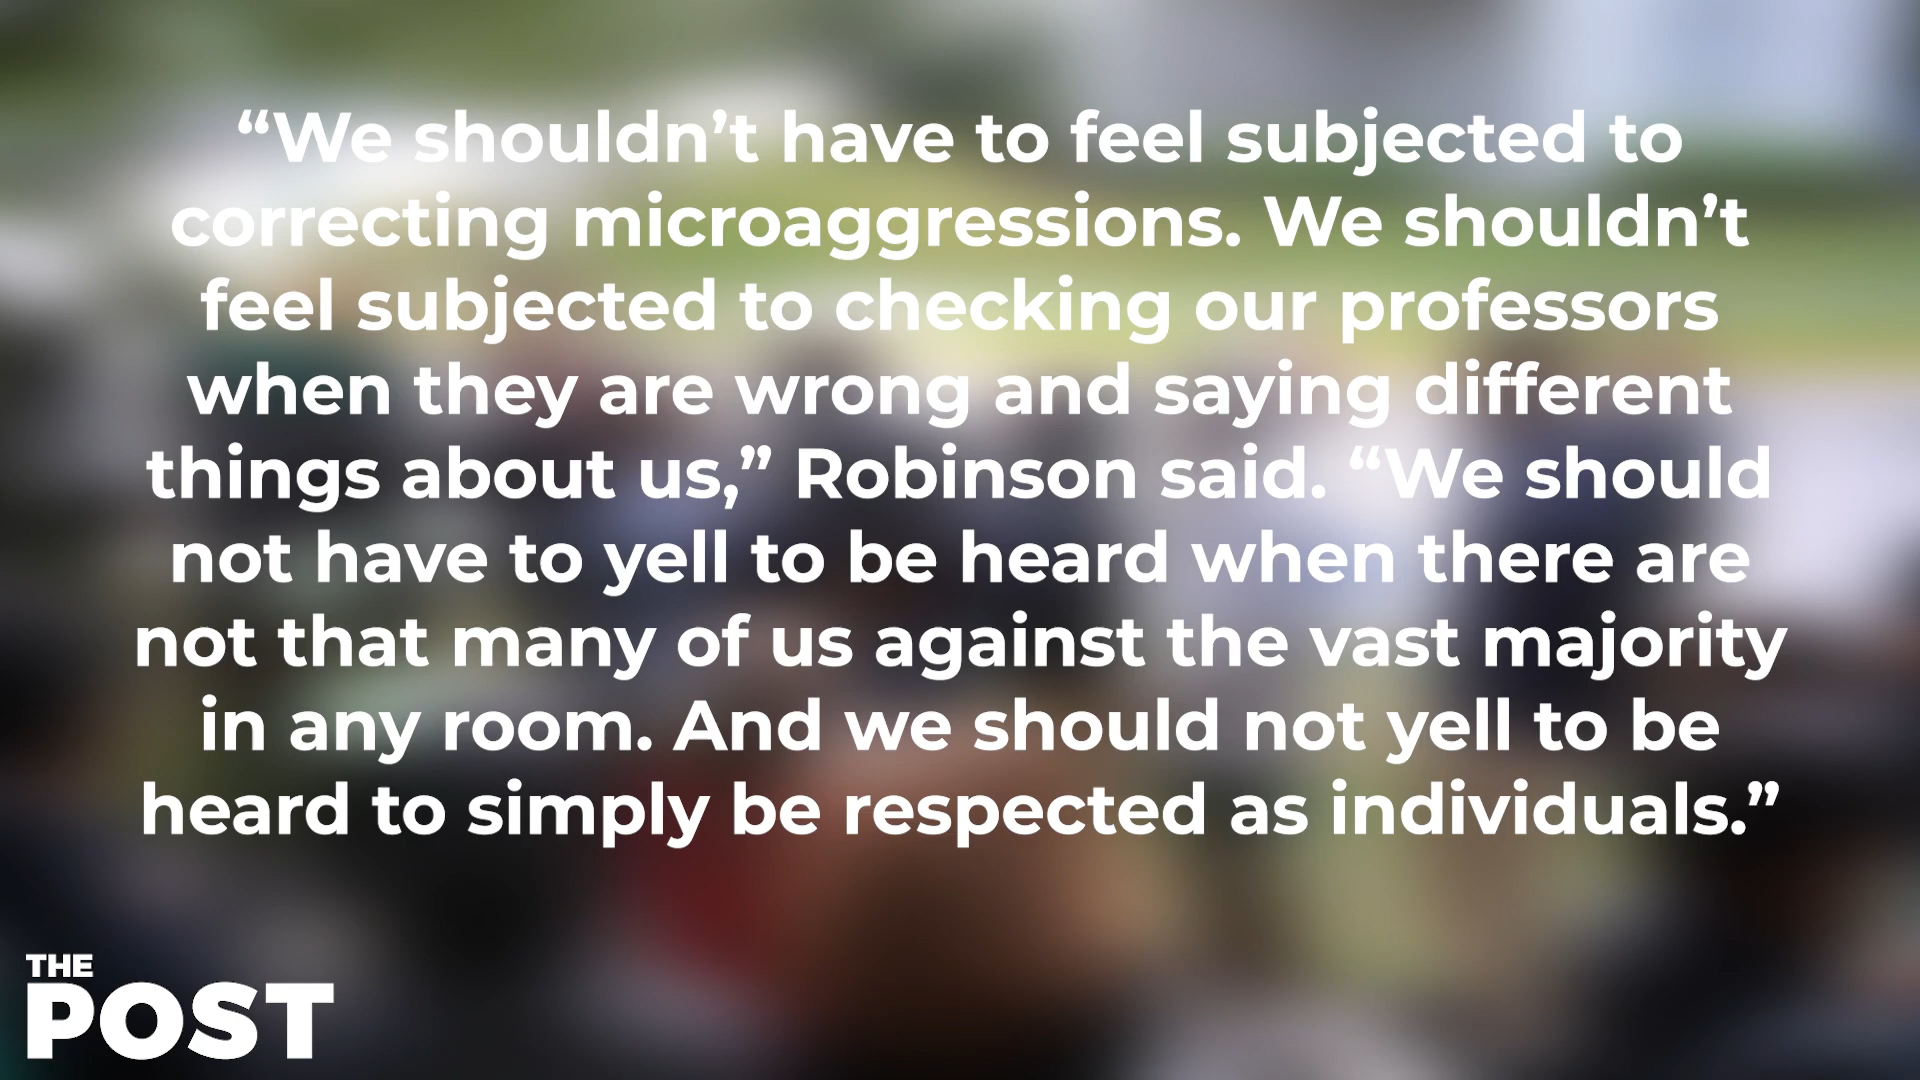 “We shouldn’t have to feel subjected to
correcting microaggressions. We shouldn’t
feel subjected to checking our professors
when they are wrong and saying different
things about us,” Robinson said. “We should
not have to yell to be heard when there are
not that many of us against the vast majority
in any room. And we should not yell to be
heard to simply be respected as individuals.”
THE
POST